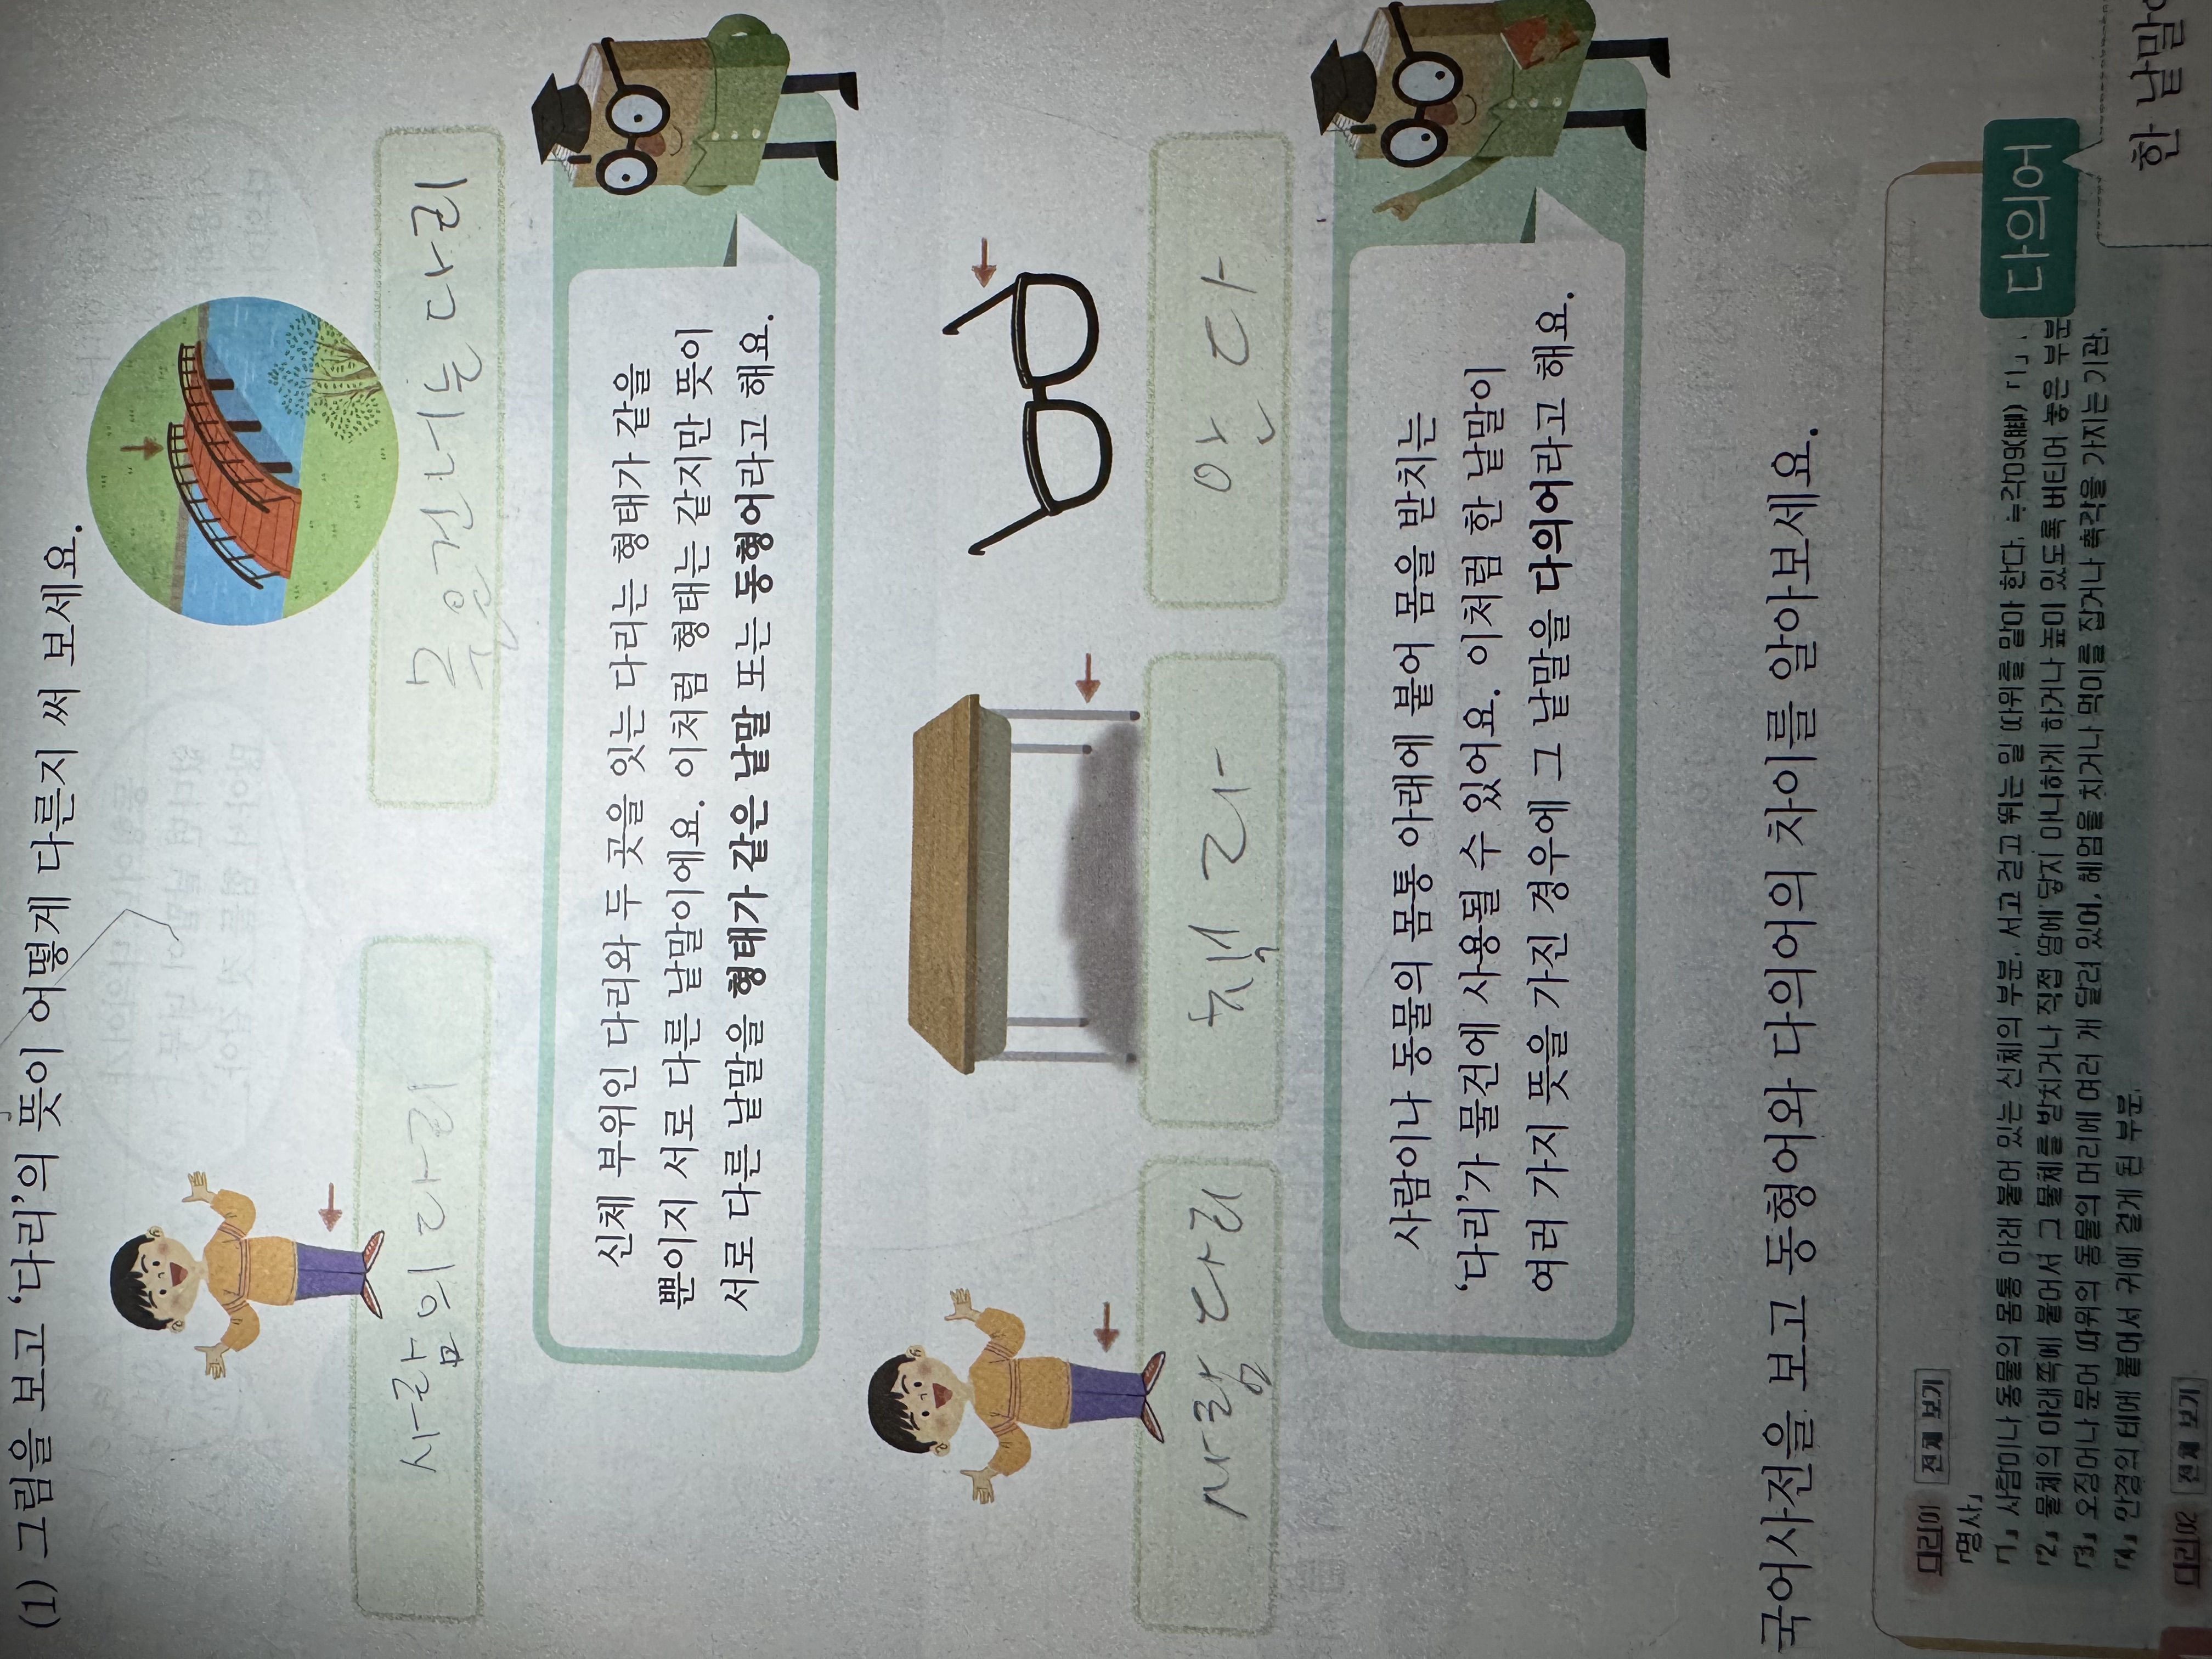 (1) 그림을 보고 '다리'의 뜻이 어떻게 다른지 써 보세요.
사람의 다리
건너는 다리
신체 부위인 다리와 두 곳을 잇는 다리는 형태가 같을
뿐이지 서로 다른 낱말이에요. 이처럼 형태는 같지만 뜻이
서로 다른 낱말을 형태가 같은 낱말 또는 동형어라고 해요.
사람 다리
책 다
안 다
사람이나 동물의 몸통 아래에 붙어 몸을 받치는
'다리'가 물건에 사용될 수 있어요. 이처럼 한 낱말이
여러 가지 뜻을 가진 경우에 그 낱말을 다의어라고 해요.
국어사전을 보고 동형어와 다의어의 차이를 알아보세요.
다리01 전체 보기
「명사」
「1」 사람이나 동물의 몸통 아래 붙어 있는 신체의 부분. 서고 걷고 뛰는 일 따위를 맡아 한다. ≒각09(脚)「1」.
「2」 물체의 아래쪽에 붙어서 그 물체를 받치거나 직접 땅에 닿지 아니하게 하거나 높이 있도록 버티어 놓은 부분
「3」 오징어나 문어 따위의 동물의 머리에 여러 개 달려 있어, 헤엄을 치거나 먹이를 잡거나 촉각을 가지는 기관.
「4」 안경의 테에 붙어서 귀에 걸게 된 부분.
다의어
한 낱말
다리02 전체 보기